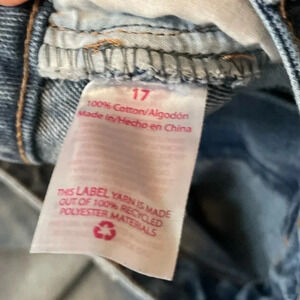 17
100% Cotton/Algodón
Made in/Hecho en China
THIS LABEL YARN IS MADE
OUT OF 100% RECYCLED
POLYESTER MATERIALS